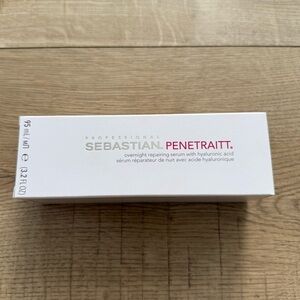 PROFESSIONAL
SEBASTIAN. PENETRAITT.
overnight repairing serum with hyaluronic acid
sérum réparateur de nuit avec acide hyaluronique
95 mL/мл ℮ (3.2 FL OZ)